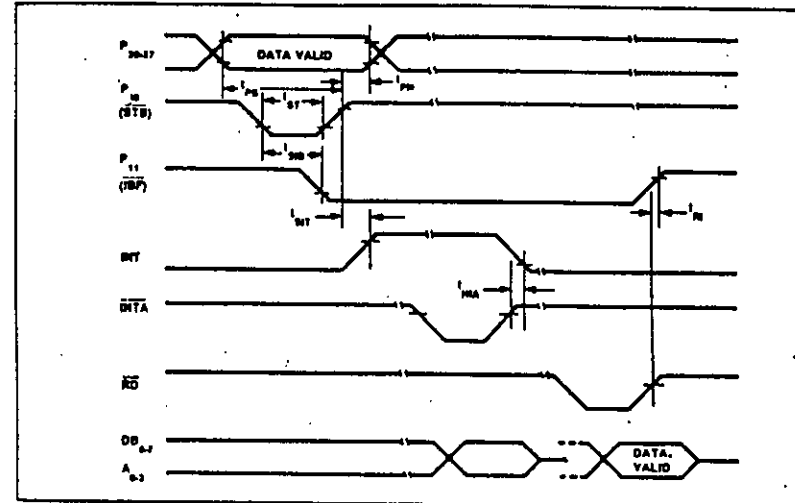 P20-27
DATA VALID
tPS
tPH
P10
(STB)
tST
tSIB
P11
(IBF)
tSIT
tRI
INT
tHIA
INTA
RD
DB0-7
DATA
VALID
A0-3